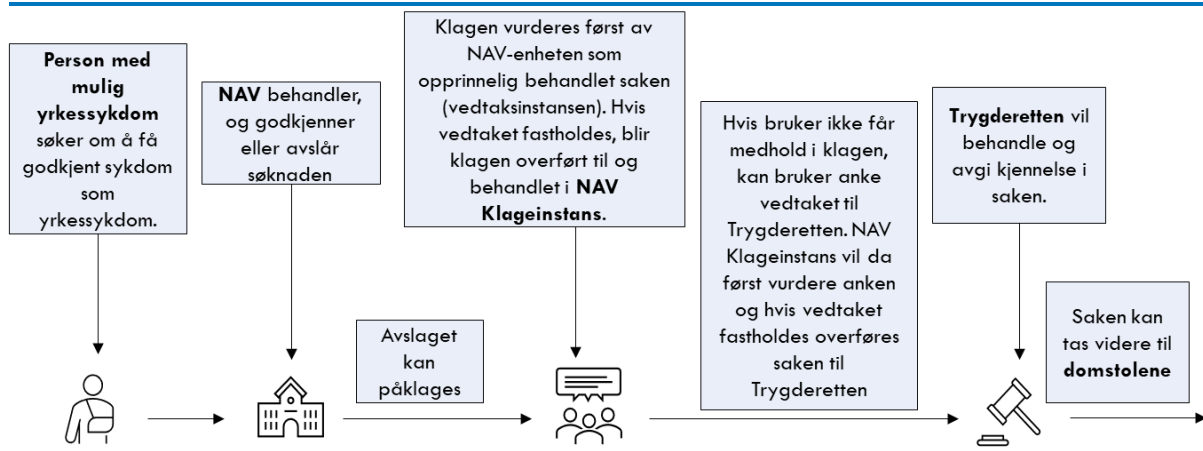 Person med
mulig
yrkessykdom
søker om å få
godkjent sykdom
som
yrkessykdom.
NAV behandler,
og godkjenner
eller avslår
søknaden
Avslaget
kan
påklages
Klagen vurderes først av
NAV-enheten som
opprinnelig behandlet saken
(vedtaksinstansen). Hvis
vedtaket fastholdes, blir
klagen overført til og
behandlet i NAV
Klageinstans.
Hvis bruker ikke får
medhold i klagen,
kan bruker anke
vedtaket til
Trygderetten. NAV
Klageinstans vil da
først vurdere anken
og hvis vedtaket
fastholdes overføres
saken til
Trygderetten
Trygderetten vil
behandle og
avgi kjennelse i
saken.
Saken kan
tas videre til
domstolene